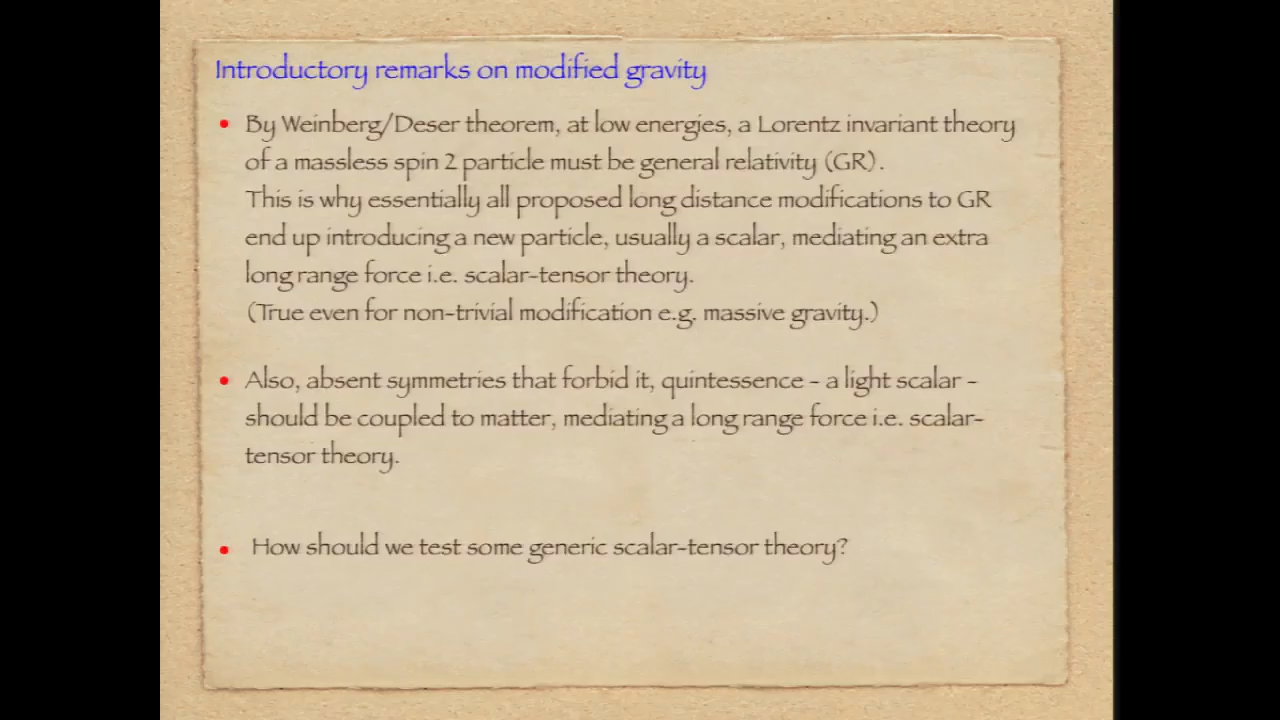 Introductory remarks on modified gravity
• By Weinberg/Deser theorem, at low energies, a Lorentz invariant theory
of a massless spin 2 particle must be general relativity (GR).
This is why essentially all proposed long distance modifications to GR
end up introducing a new particle, usually a scalar, mediating an extra
long range force i.e. scalar-tensor theory.
(True even for non-trivial modification e.g. massive gravity.)
• Also, absent symmetries that forbid it, quintessence - a light scalar -
should be coupled to matter, mediating a long range force i.e. scalar-
tensor theory.
• How should we test some generic scalar-tensor theory?